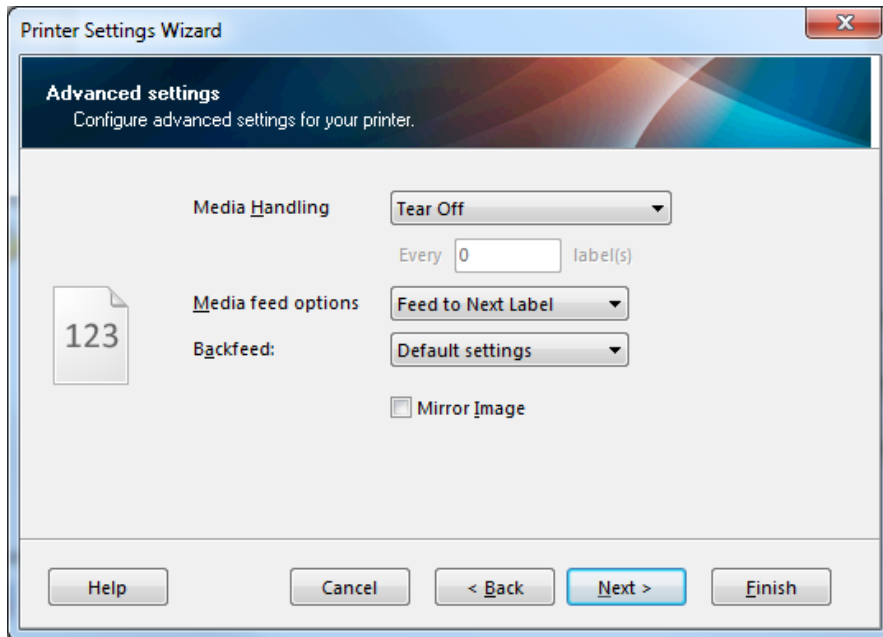 Printer Settings Wizard
X
Advanced settings
Configure advanced settings for your printer.
Media Handling Tear Off
Every 0 label(s)
Media feed options Feed to Next Label
123
Backfeed: Default settings
Mirror Image
Help Cancel < Back Next > Finish